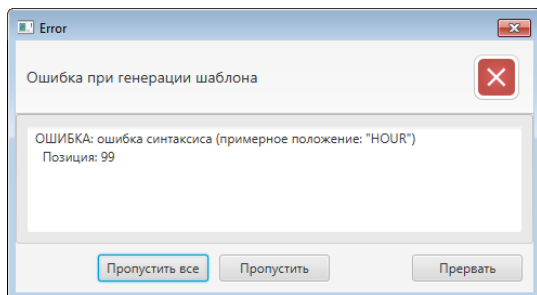 Error
Ошибка при генерации шаблона
ОШИБКА: ошибка синтаксиса (примерное положение: "HOUR")
Позиция: 99
Пропустить все
Пропустить
Прервать